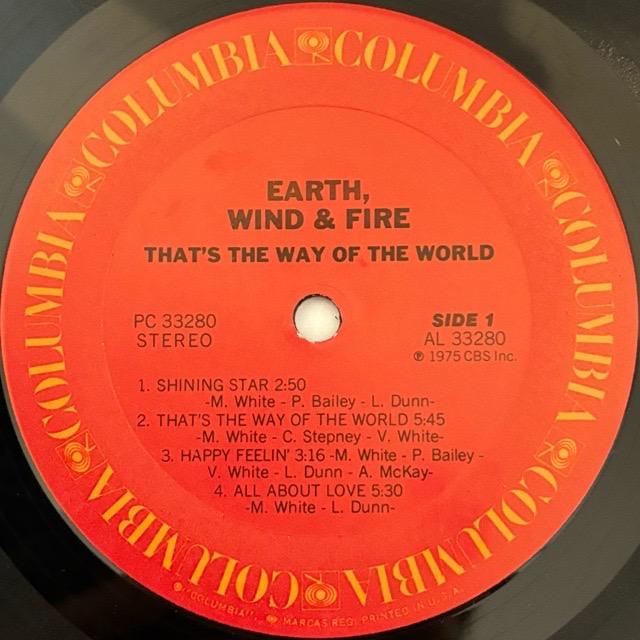 COLUMBIA COLUMBIA COLUMBIA COLUMBIA COLUMBIA COLUMBIA COLUMBIA
EARTH,
WIND & FIRE
THAT'S THE WAY OF THE WORLD
PC 33280
STEREO
SIDE 1
AL 33280
℗ 1975 CBS Inc.
1. SHINING STAR 2:50
-M. White - P. Bailey - L. Dunn-
2. THAT'S THE WAY OF THE WORLD 5:45
-M. White - C. Stepney - V. White-
3. HAPPY FEELIN' 3:16 -M. White - P. Bailey -
V. White - L. Dunn - A. McKay-
4. ALL ABOUT LOVE 5:30
-M. White - L. Dunn-
"COLUMBIA", MARCAS REG. PRINTED IN U.S.A.